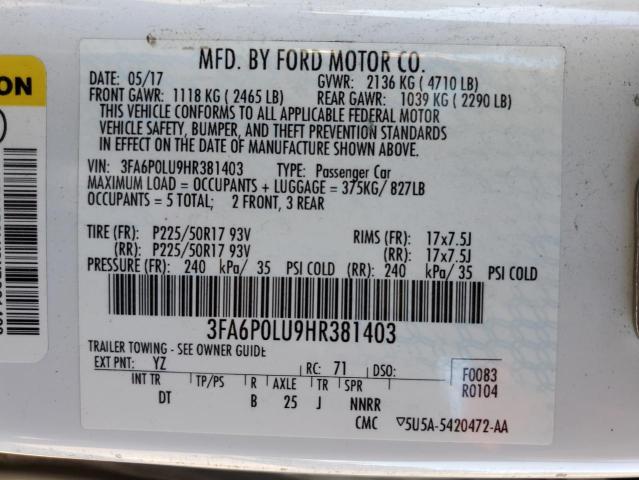 MFD. BY FORD MOTOR CO.
DATE: 05/17 GVWR: 2136 KG ( 4710 LB)
FRONT GAWR: 1118 KG ( 2465 LB) REAR GAWR: 1039 KG ( 2290 LB)
THIS VEHICLE CONFORMS TO ALL APPLICABLE FEDERAL MOTOR
VEHICLE SAFETY, BUMPER, AND THEFT PREVENTION STANDARDS
IN EFFECT ON THE DATE OF MANUFACTURE SHOWN ABOVE.
VIN: 3FA6P0LU9HR381403 TYPE: Passenger Car
MAXIMUM LOAD = OCCUPANTS + LUGGAGE = 375KG/ 827LB
OCCUPANTS = 5 TOTAL; 2 FRONT, 3 REAR
TIRE (FR): P225/50R17 93V RIMS (FR): 17x7.5J
(RR): P225/50R17 93V (RR): 17x7.5J
PRESSURE (FR): 240 kPa/ 35 PSI COLD (RR): 240 kPa/ 35 PSI COLD
3FA6P0LU9HR381403
TRAILER TOWING - SEE OWNER GUIDE.
EXT PNT: YZ RC: 71 DSO:
F0083
R0104
INT TR TP/PS R AXLE TR SPR
DT B 25 J NNRR
CMC ▽5U5A-5420472-AA